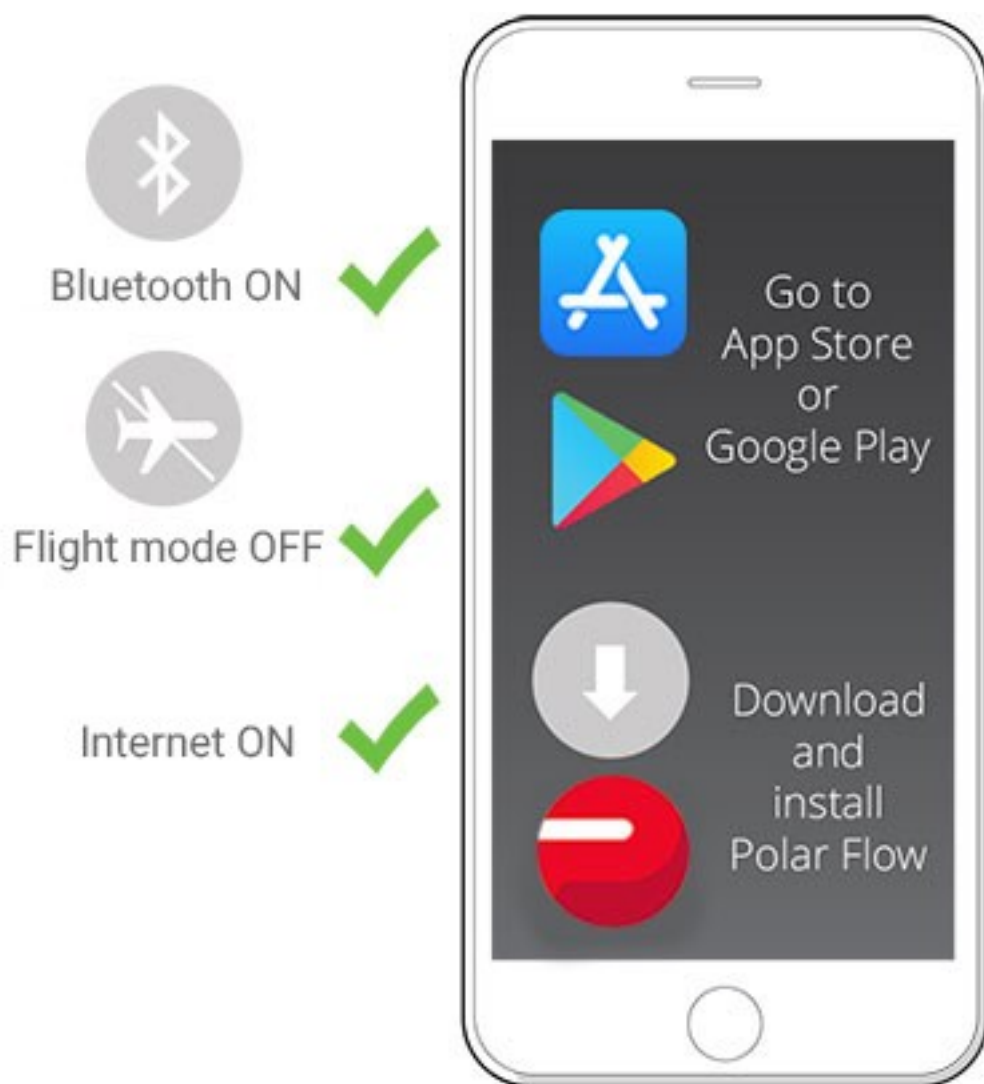 Bluetooth ON
Flight mode OFF
Internet ON
Go to
App Store
or
Google Play
Download
and
install
Polar Flow